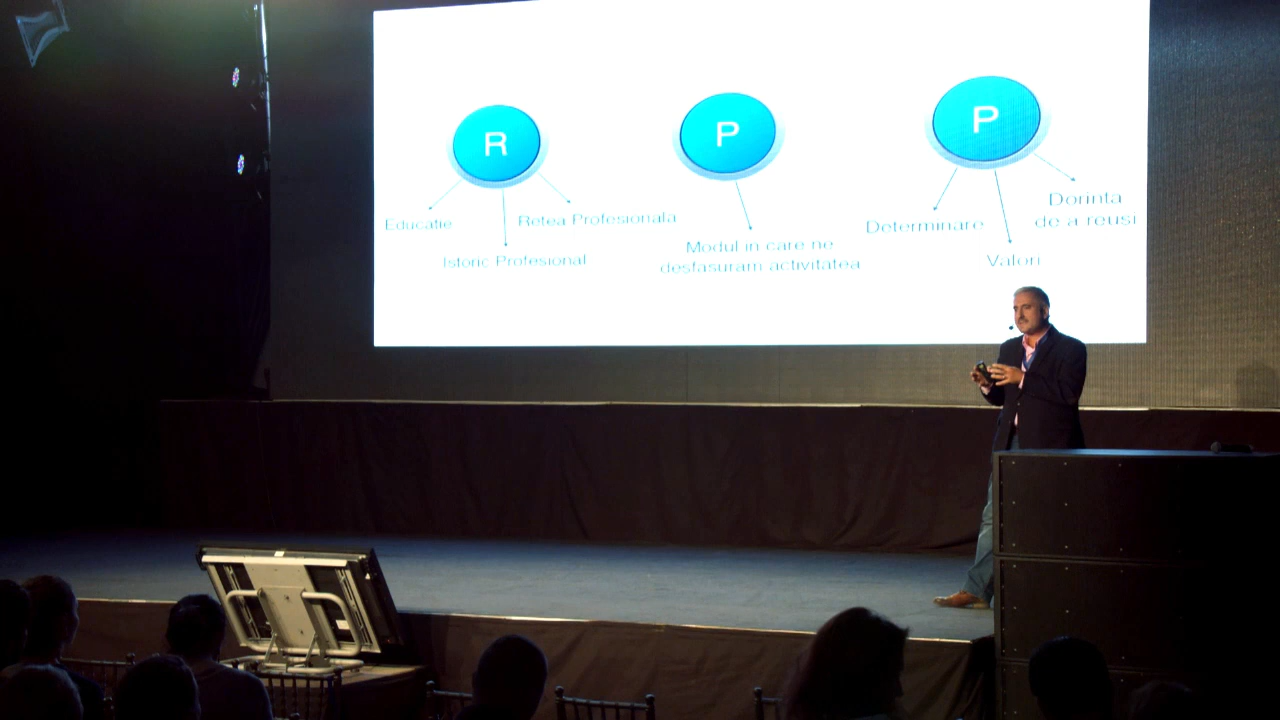 R
Educatie
Istoric Profesional
Retea Profesionala
P
Modul in care ne
desfasuram activitatea
P
Determinare
Valori
Dorinta
de a reusi